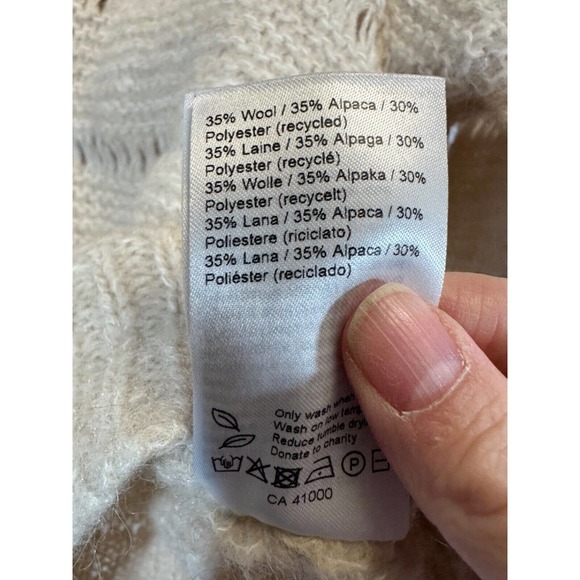 35% Wool / 35% Alpaca / 30%
Polyester (recycled)
35% Laine / 35% Alpaga / 30%
Polyester (recyclé)
35% Wolle / 35% Alpaka / 30%
Polyester (recycelt)
35% Lana / 35% Alpaca / 30%
Poliestere (riciclato)
35% Lana / 35% Alpaca / 30%
Poliéster (reciclado)
Only wash when
Wash on low
Reduce tumble
Donate to charity
P
CA 41000